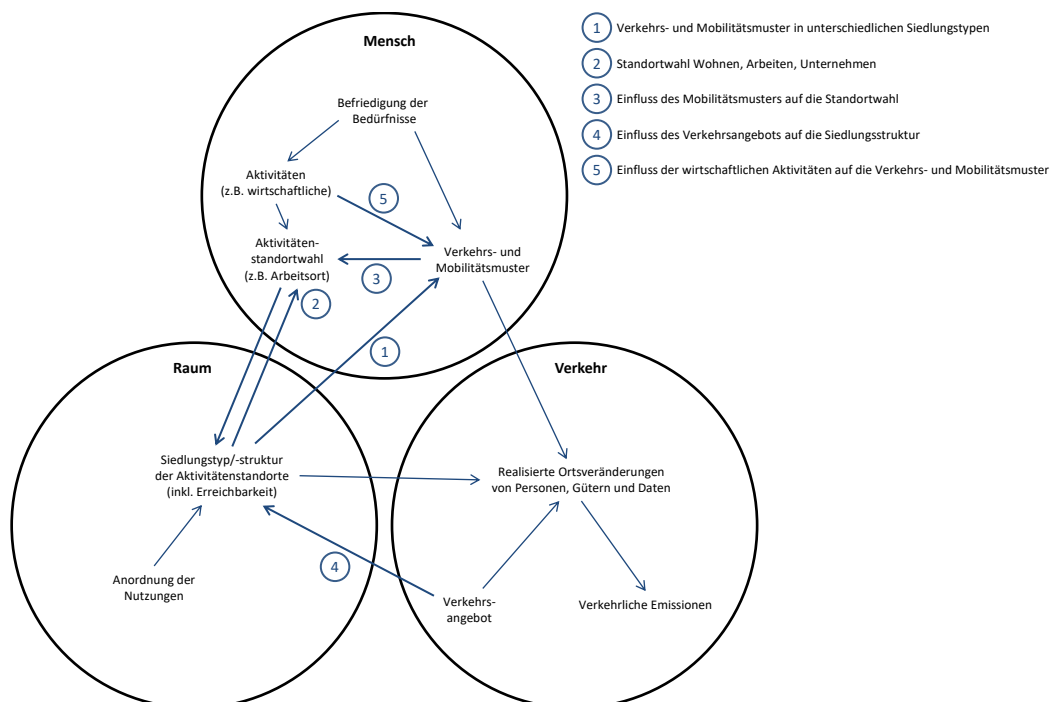 Mensch
Befriedigung der
Bedürfnisse
Aktivitäten
(z.B. wirtschaftliche)
5
Aktivitäten-
standortwahl
(z.B. Arbeitsort)
Verkehrs- und
Mobilitätsmuster
3
2
1
Raum
Siedlungstyp/-struktur
der Aktivitätenstandorte
(inkl. Erreichbarkeit)
Anordnung der
Nutzungen
4
Verkehr
Realisierte Ortsveränderungen
von Personen, Gütern und Daten
Verkehrs-
angebot
Verkehrliche Emissionen
1 Verkehrs- und Mobilitätsmuster in unterschiedlichen Siedlungstypen
2 Standortwahl Wohnen, Arbeiten, Unternehmen
3 Einfluss des Mobilitätsmusters auf die Standortwahl
4 Einfluss des Verkehrsangebots auf die Siedlungsstruktur
5 Einfluss der wirtschaftlichen Aktivitäten auf die Verkehrs- und Mobilitätsmuster